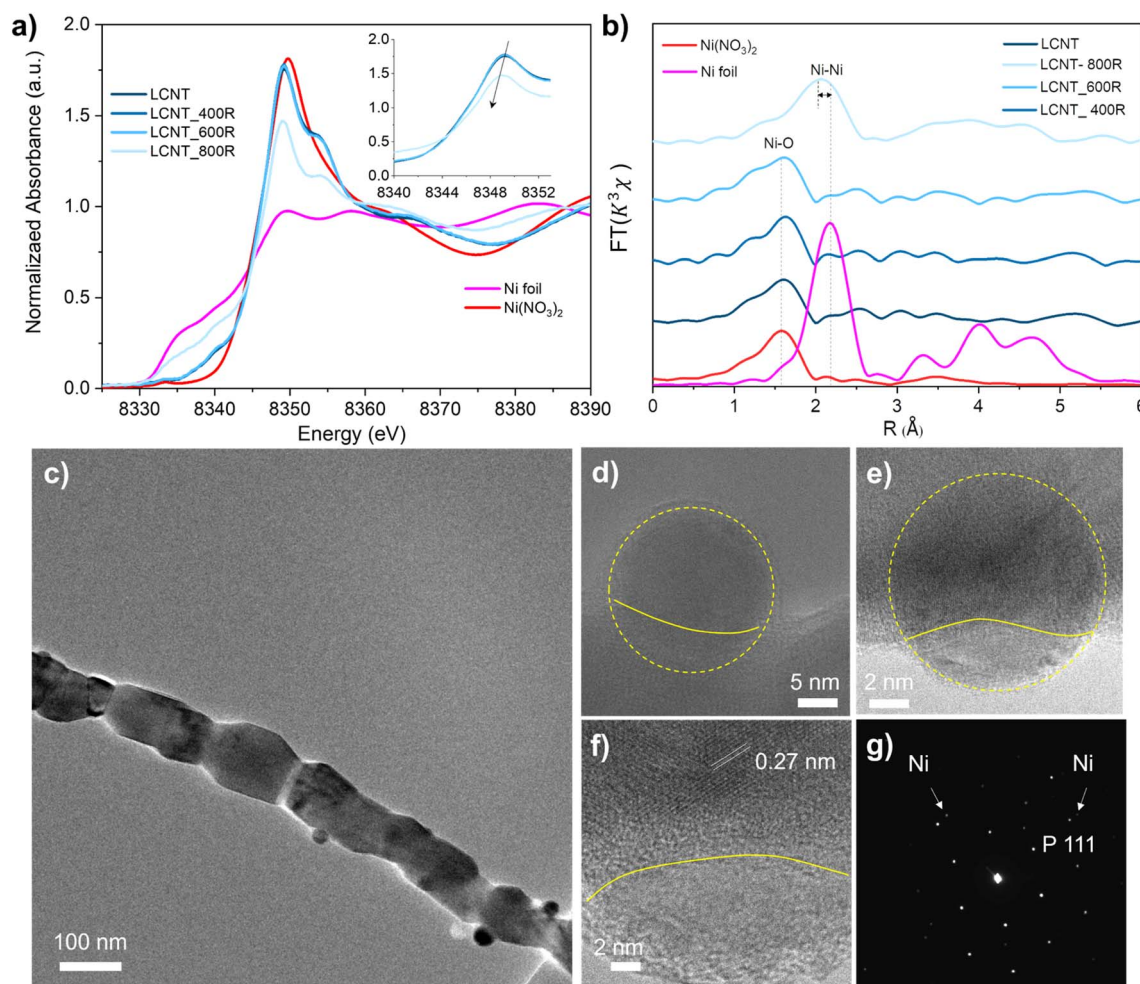 a)
Normalizaed Absorbance (a.u.)
2.0
1.5
1.0
0.5
0.0
8330 8340 8350 8360 8370 8380 8390
Energy (eV)
LCNT
LCNT_400R
LCNT_600R
LCNT_800R
2.0
1.5
1.0
0.5
0.0
8340 8344 8348 8352
Ni foil
Ni(NO₃)₂
b)
FT(K³χ)
Ni(NO₃)₂
Ni foil
Ni-Ni
LCNT
LCNT- 800R
LCNT_600R
LCNT_ 400R
Ni-O
0 1 2 3 4 5 6
R (Å)
c)
100 nm
d)
5 nm
e)
2 nm
f)
0.27 nm
2 nm
g)
Ni Ni
P 111